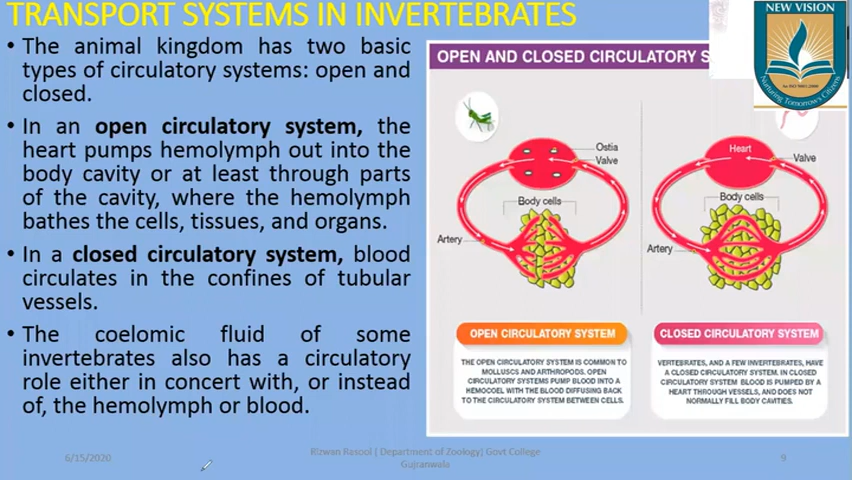 TRANSPORT SYSTEMS IN INVERTEBRATES
• The animal kingdom has two basic
types of circulatory systems: open and
closed.
• In an open circulatory system, the
heart pumps hemolymph out into the
body cavity or at least through parts
of the cavity, where the hemolymph
bathes the cells, tissues, and organs.
• In a closed circulatory system, blood
circulates in the confines of tubular
vessels.
• The coelomic fluid of some
invertebrates also has a circulatory
role either in concert with, or instead
of, the hemolymph or blood.
OPEN AND CLOSED CIRCULATORY S
NEW VISION
An ISO 9001:2008
Nurturing Tomorrow's Citizens
Ostia
Valve
Body cells
Artery
Heart
Valve
Body cells
Artery
OPEN CIRCULATORY SYSTEM
THE OPEN CIRCULATORY SYSTEM IS COMMON TO
MOLLUSCS AND ARTHROPODS. OPEN
CIRCULATORY SYSTEMS PUMP BLOOD INTO A
HEMOCOEL WITH THE BLOOD DIFFUSING BACK
TO THE CIRCULATORY SYSTEM BETWEEN CELLS.
CLOSED CIRCULATORY SYSTEM
VERTEBRATES, AND A FEW INVERTEBRATES, HAVE
A CLOSED CIRCULATORY SYSTEM. IN CLOSED
CIRCULATORY SYSTEM BLOOD IS PUMPED BY A
HEART THROUGH VESSELS, AND DOES NOT
NORMALLY FILL BODY CAVITIES.
6/15/2020
Rizwan Rasool ( Department of Zoology) Govt College
Gujranwala
9